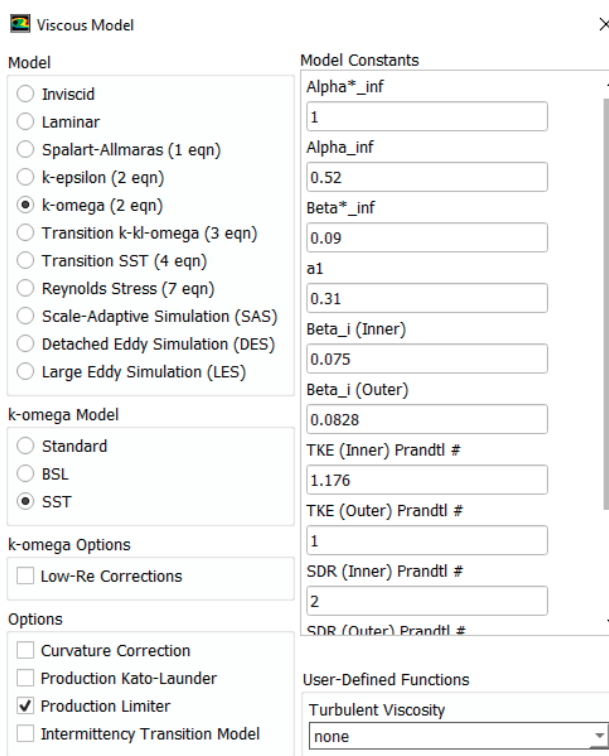 Viscous Model
Model
Inviscid
Laminar
Spalart-Allmaras (1 eqn)
k-epsilon (2 eqn)
k-omega (2 eqn)
Transition k-kl-omega (3 eqn)
Transition SST (4 eqn)
Reynolds Stress (7 eqn)
Scale-Adaptive Simulation (SAS)
Detached Eddy Simulation (DES)
Large Eddy Simulation (LES)
k-omega Model
Standard
BSL
SST
k-omega Options
Low-Re Corrections
Options
Curvature Correction
Production Kato-Launder
Production Limiter
Intermittency Transition Model
Model Constants
Alpha*_inf
1
Alpha_inf
0.52
Beta*_inf
0.09
a1
0.31
Beta_i (Inner)
0.075
Beta_i (Outer)
0.0828
TKE (Inner) Prandtl #
1.176
TKE (Outer) Prandtl #
1
SDR (Inner) Prandtl #
2
SDR (Outer) Prandtl #
User-Defined Functions
Turbulent Viscosity
none